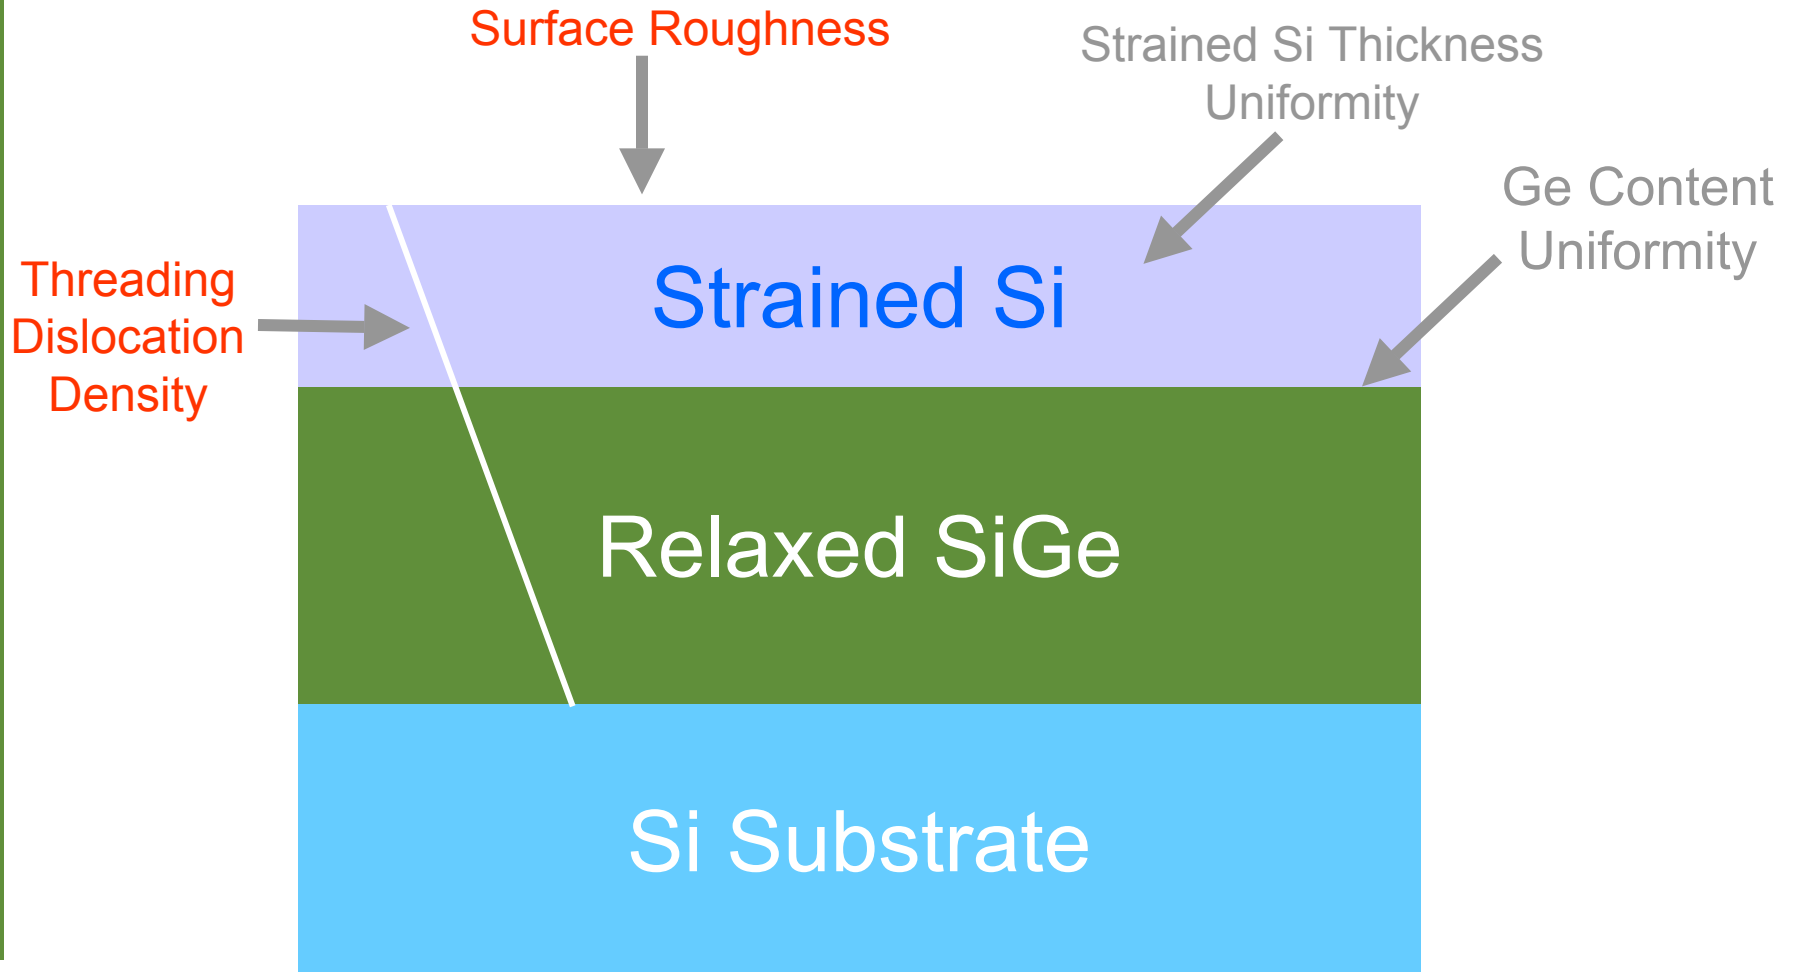 Surface Roughness
Strained Si Thickness
Uniformity
Ge Content
Uniformity
Threading
Dislocation
Density
Strained Si
Relaxed SiGe
Si Substrate